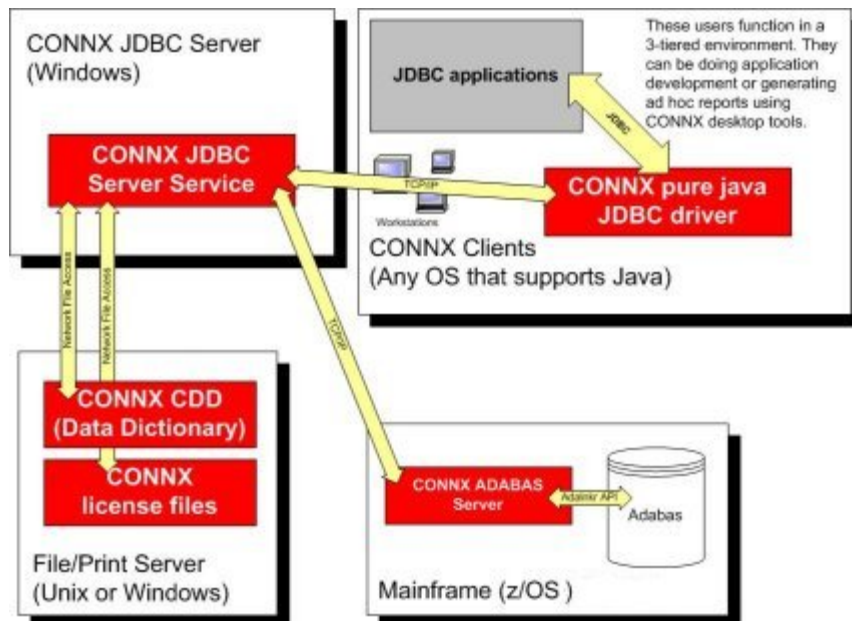 CONNX JDBC Server
(Windows)
CONNX JDBC
Server Service
JDBC applications
These users function in a
3-tiered environment. They
can be doing application
development or generating
ad hoc reports using
CONNX desktop tools.
JDBC
TCP/IP
Workstations
CONNX pure java
JDBC driver
CONNX Clients
(Any OS that supports Java)
Network File Access
Network File Access
TCP/IP
CONNX CDD
(Data Dictionary)
CONNX
license files
File/Print Server
(Unix or Windows)
CONNX ADABAS
Server
Adalnkr API
Adabas
Mainframe (z/OS )